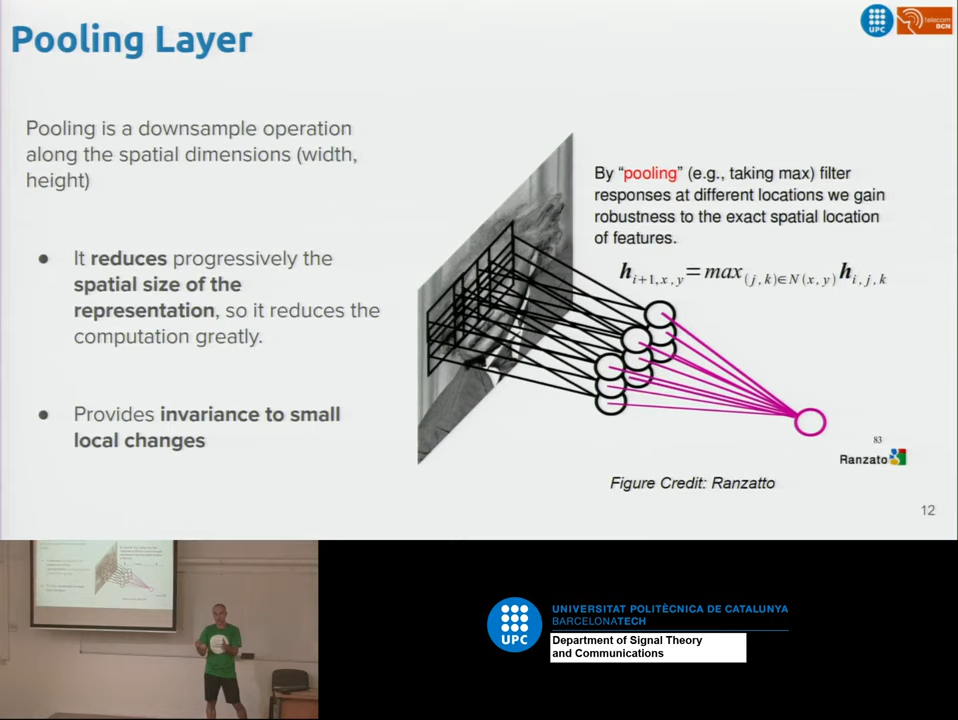 Pooling Layer
UPC
telecom
BCN
Pooling is a downsample operation
along the spatial dimensions (width,
height)
● It reduces progressively the
spatial size of the
representation, so it reduces the
computation greatly.
● Provides invariance to small
local changes
By “pooling” (e.g., taking max) filter
responses at different locations we gain
robustness to the exact spatial location
of features.
h i+1,x,y = max (j,k)∈N(x,y) h i,j,k
83
Ranzato
Figure Credit: Ranzatto
12
UPC
UNIVERSITAT POLITÈCNICA DE CATALUNYA
BARCELONATECH
Department of Signal Theory
and Communications